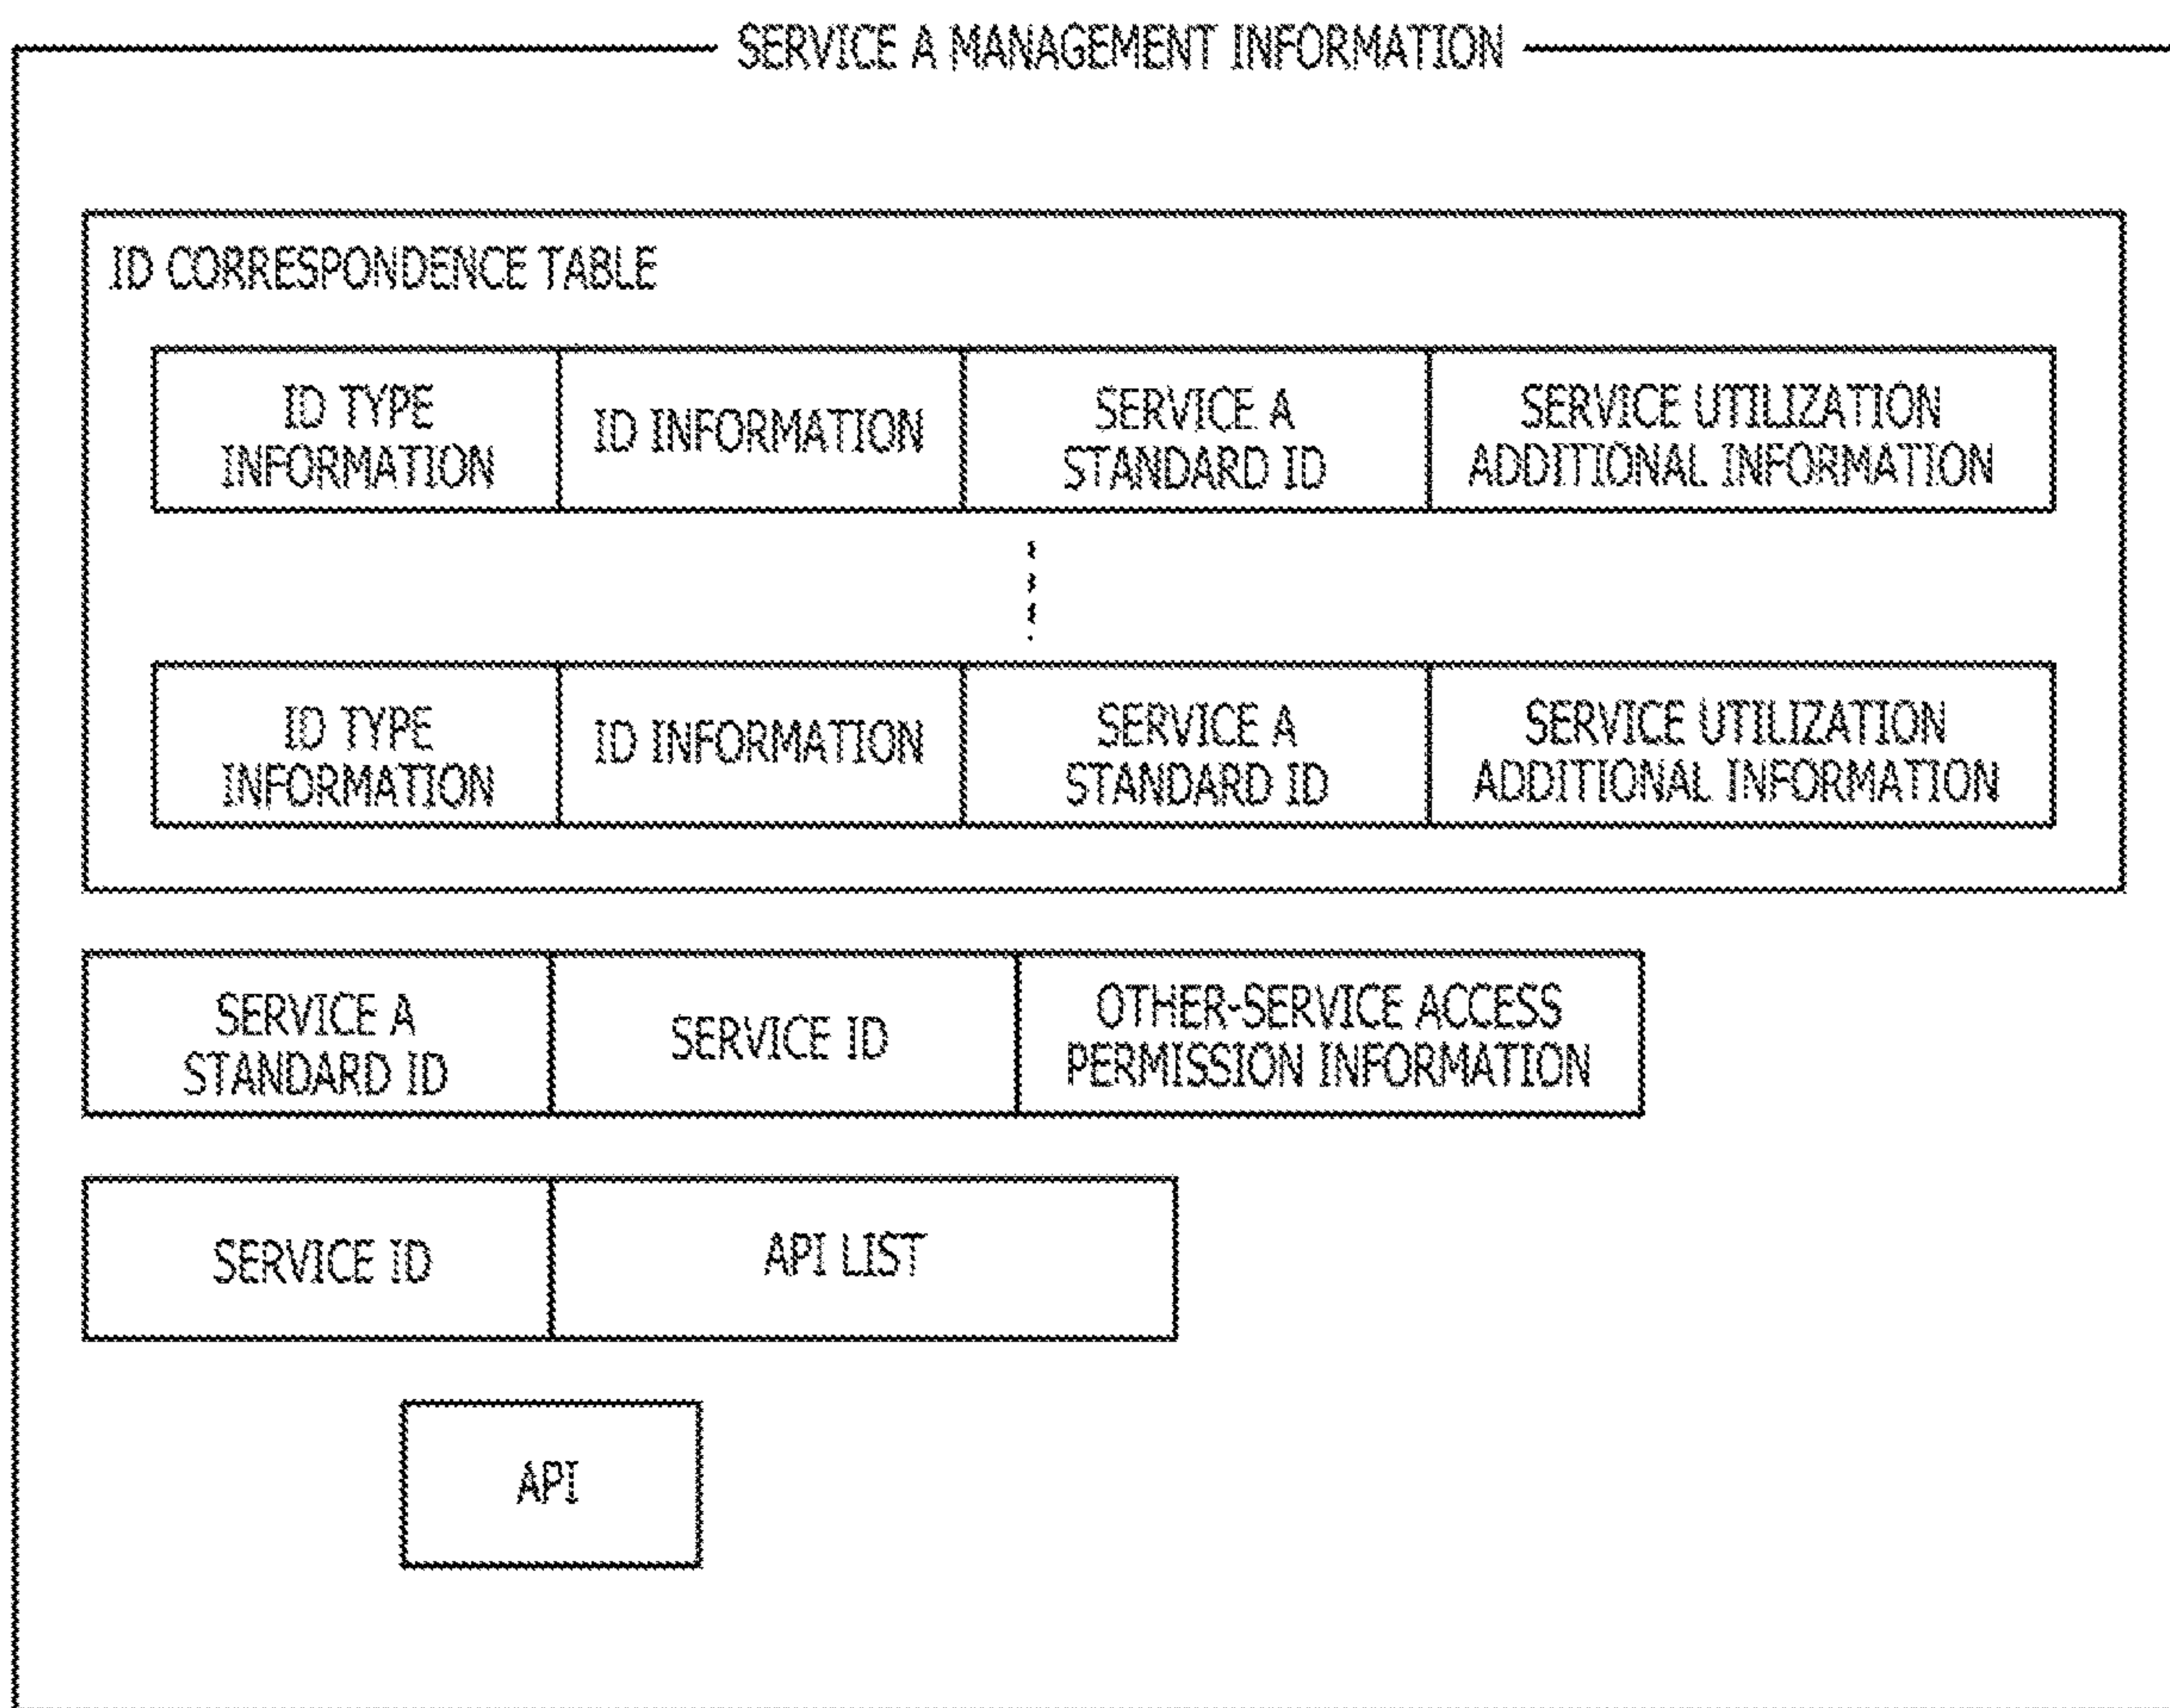 SERVICE A MANAGEMENT INFORMATION
ID CORRESPONDENCE TABLE
ID TYPE
INFORMATION
ID INFORMATION
SERVICE A
STANDARD ID
SERVICE UTILIZATION
ADDITIONAL INFORMATION
ID TYPE
INFORMATION
ID INFORMATION
SERVICE A
STANDARD ID
SERVICE UTILIZATION
ADDITIONAL INFORMATION
SERVICE A
STANDARD ID
SERVICE ID
OTHER-SERVICE ACCESS
PERMISSION INFORMATION
SERVICE ID
API LIST
API